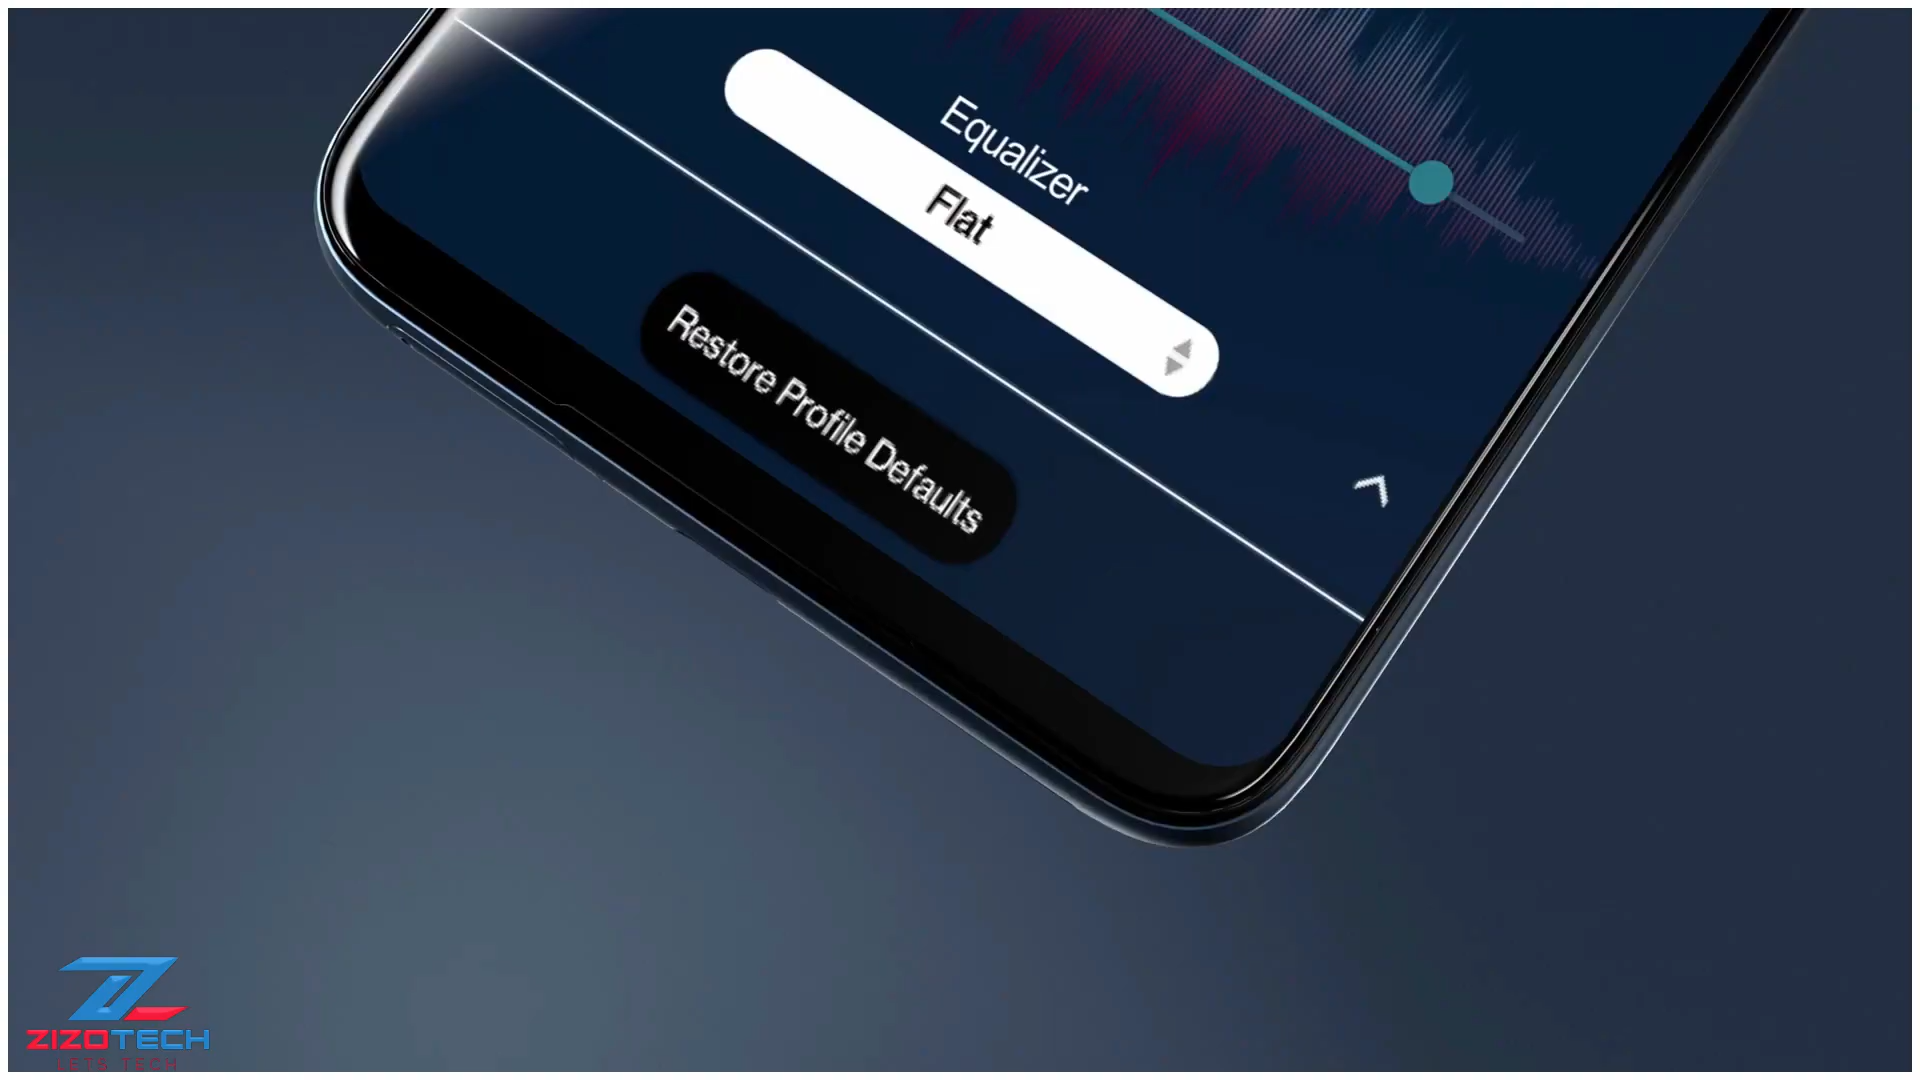 Equalizer
Flat
Restore Profile Defaults
ZIZOTECH
LETS TECH